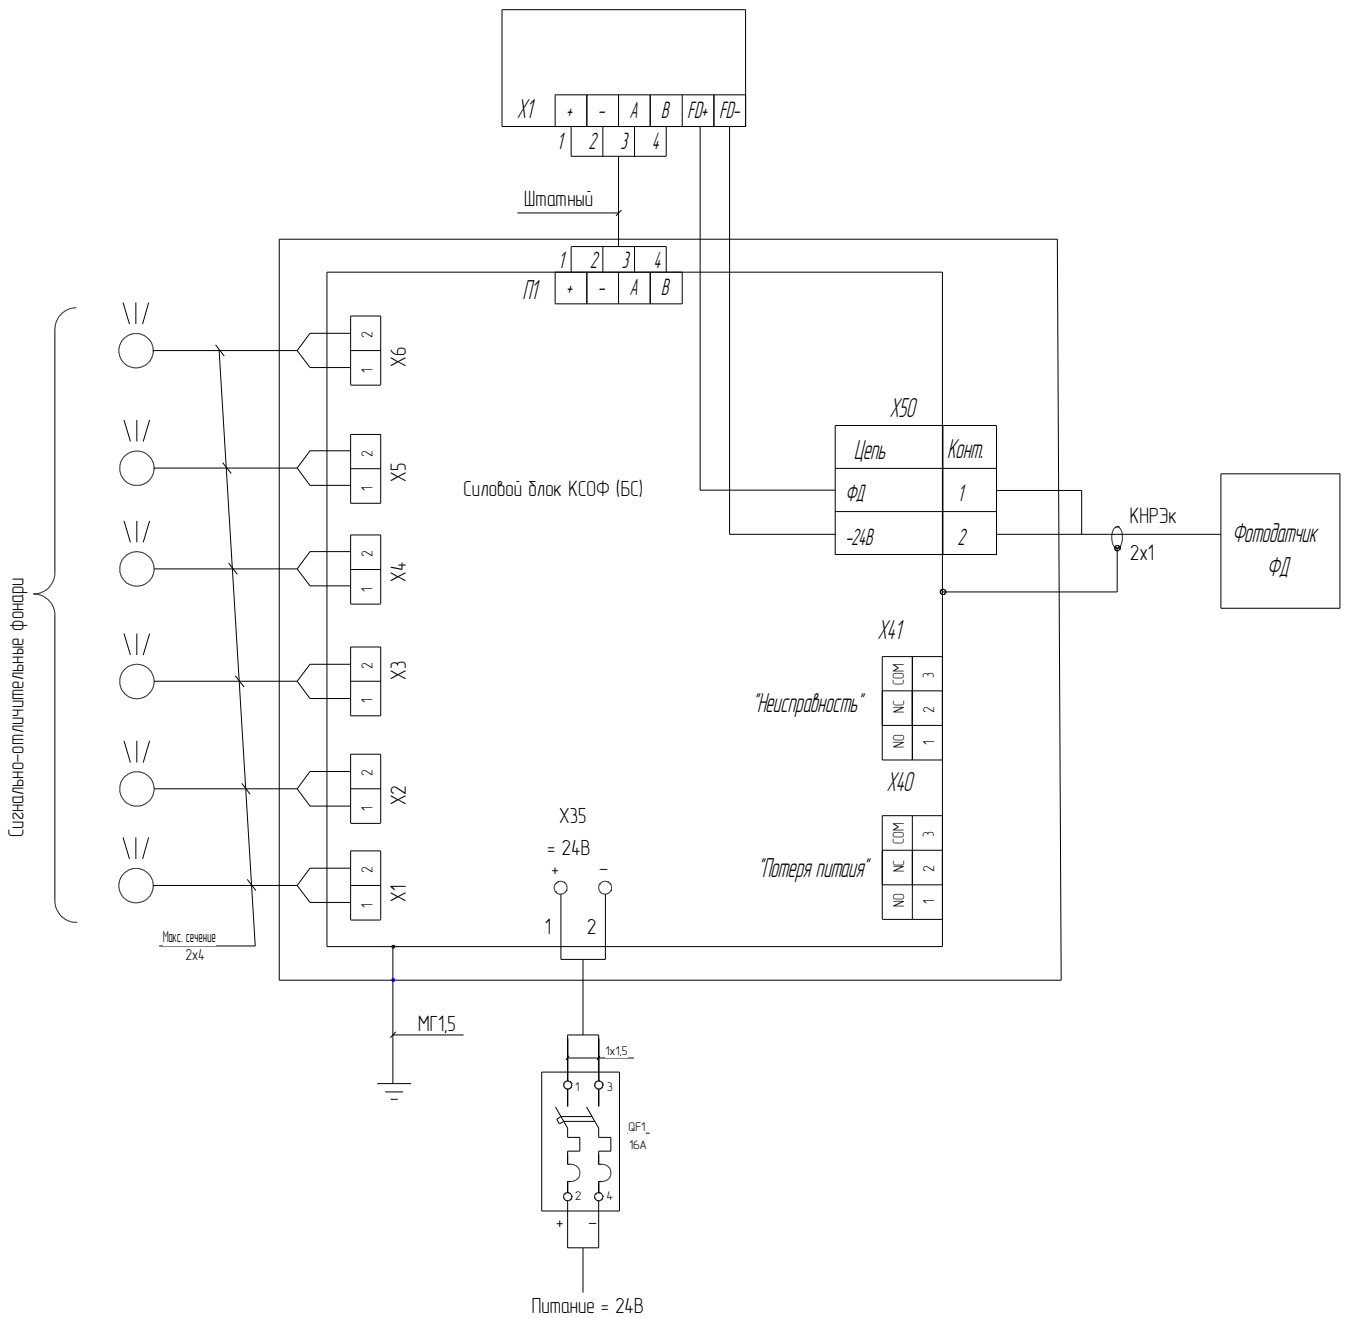 X1 + - A B FD+ FD-
1 2 3 4
Штатный
1 2 3 4
П1 + - A B
2
1
X6
2
1
X5
2
1
X4
2
1
X3
2
1
X2
2
1
X1
Сигнально-отличительные фонари
Макс. сечение
2x4
Силовой блок КСОФ (БС)
X50
Цепь Конт.
ФД 1
-24В 2
КНРЭк
2x1
Фотодатчик
ФД
X41
"Неисправность"
COM 3
NC 2
NO 1
X40
"Потеря питаия"
COM 3
NC 2
NO 1
X35
= 24В
+ -
1 2
МГ1,5
1x1,5
1 3
QF1
16А
2 4
+ -
Питание = 24В